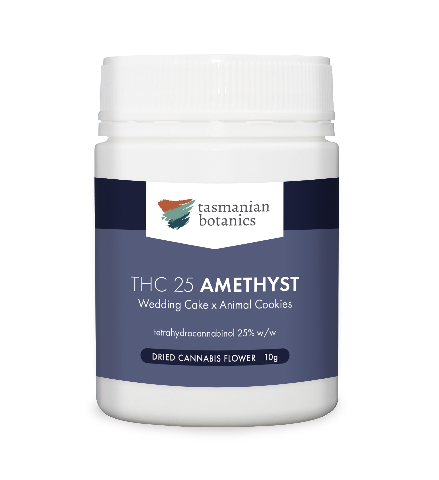 tasmanian
botanics
THC 25 AMETHYST
Wedding Cake x Animal Cookies
tetrahydrocannabinol 25% w/w
DRIED CANNABIS FLOWER 10g